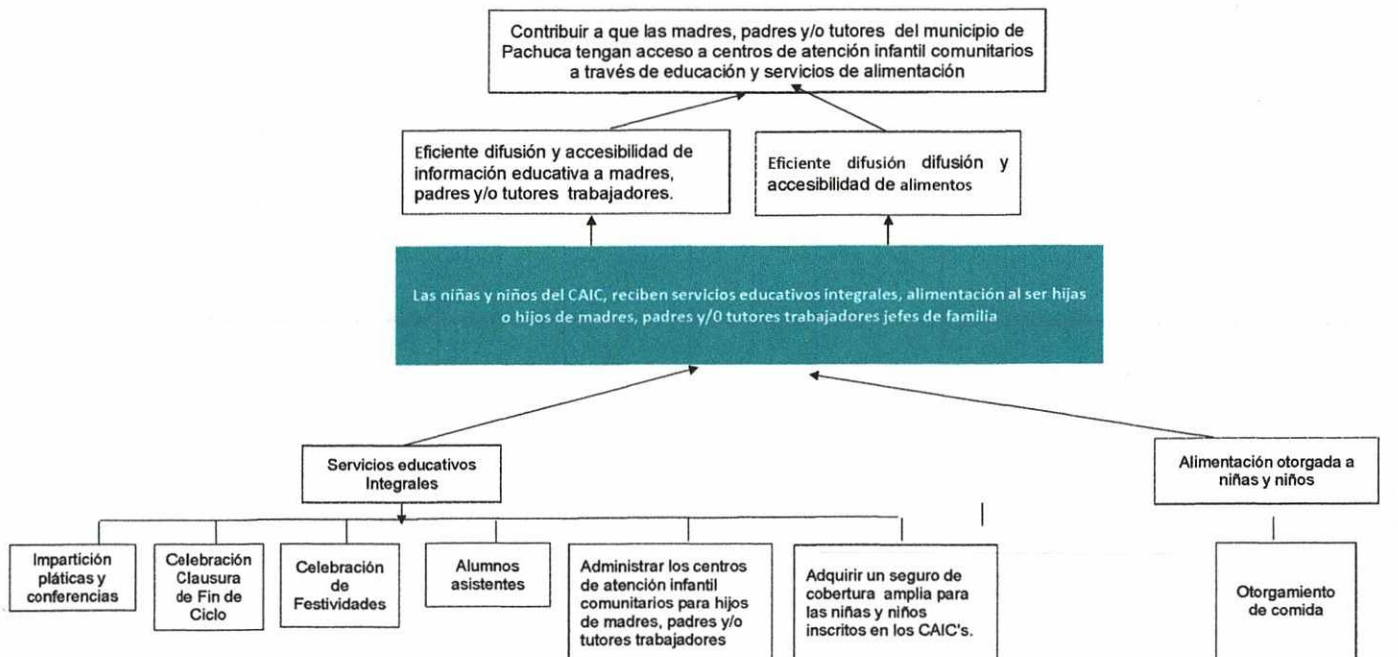 Contribuir a que las madres, padres y/o tutores del municipio de
Pachuca tengan acceso a centros de atención infantil comunitarios
a través de educación y servicios de alimentación
Eficiente difusión y accesibilidad de
información educativa a madres,
padres y/o tutores trabajadores.
Eficiente difusión difusión y
accesibilidad de alimentos
Las niñas y niños del CAIC, reciben servicios educativos integrales, alimentación al ser hijas
o hijos de madres, padres y/0 tutores trabajadores jefes de familia
Servicios educativos
Integrales
Alimentación otorgada a
niñas y niños
Impartición
pláticas y
conferencias
Celebración
Clausura
de Fin de
Ciclo
Celebración
de
Festividades
Alumnos
asistentes
Administrar los centros
de atención infantil
comunitarios para hijos
de madres, padres y/o
tutores trabajadores
Adquirir un seguro de
cobertura amplia para
las niñas y niños
inscritos en los CAIC's.
Otorgamiento
de comida